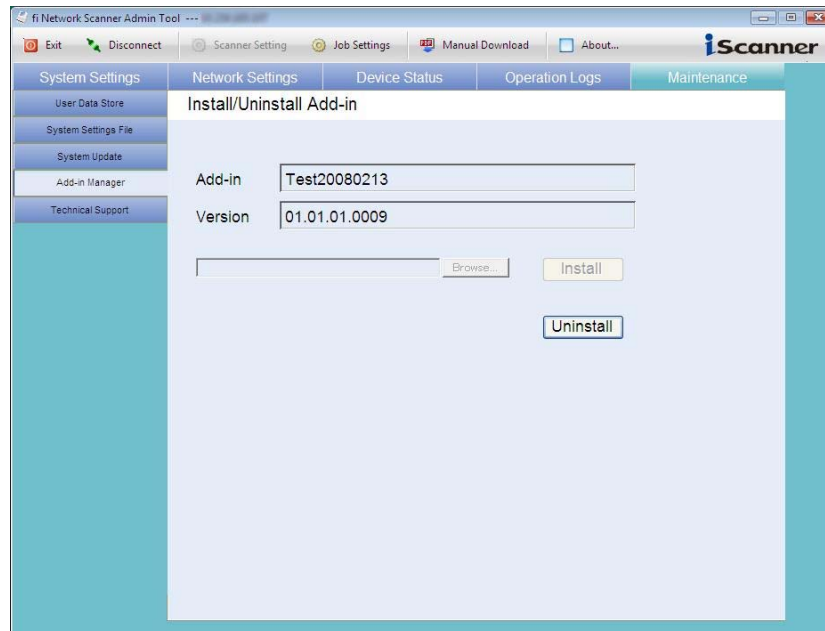 fi Network Scanner Admin Tool ---
Exit Disconnect Scanner Setting Job Settings Manual Download About... iScanner
System Settings Network Settings Device Status Operation Logs Maintenance
User Data Store
Install/Uninstall Add-in
System Settings File
System Update
Add-in Manager
Add-in Test20080213
Technical Support
Version 01.01.01.0009
Browse... Install
Uninstall